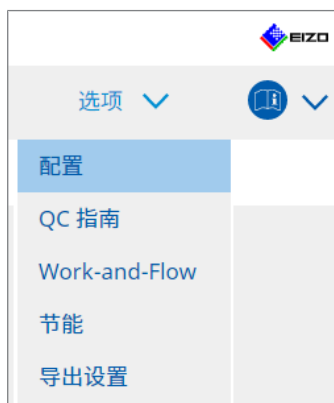 EIZO
选项
配置
QC 指南
Work-and-Flow
节能
导出设置